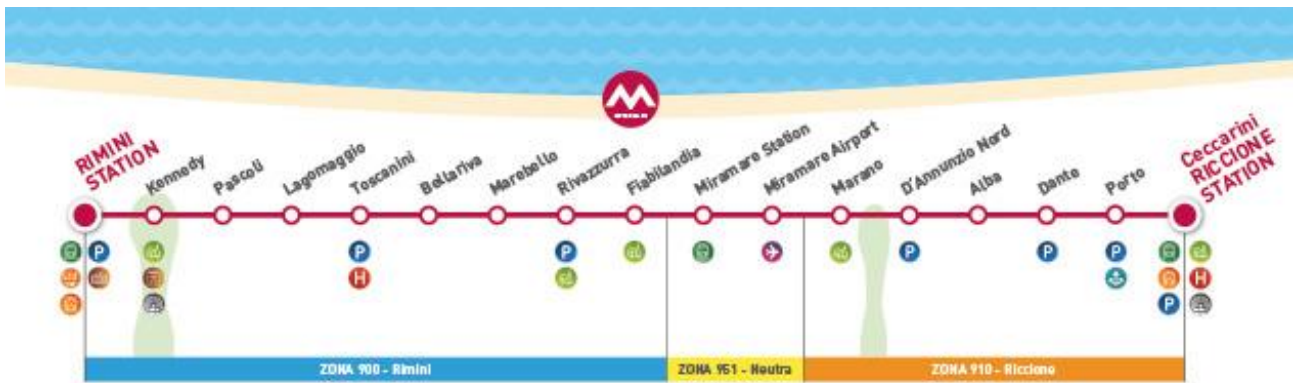 RIMINI
STATION
Kennedy
Pascoli
Lagomaggio
Toscanini
Bellariva
Marebello
Rivazzurra
Fiabilandia
Miramare Station
Miramare Airport
Marano
D'Annunzio Nord
Alba
Dante
Porto
Ceccarini
RICCIONE
STATION
P
P
P
P
P
P
H
H
P
ZONA 900 - Rimini
ZONA 951 - Neutra
ZONA 910 - Riccione